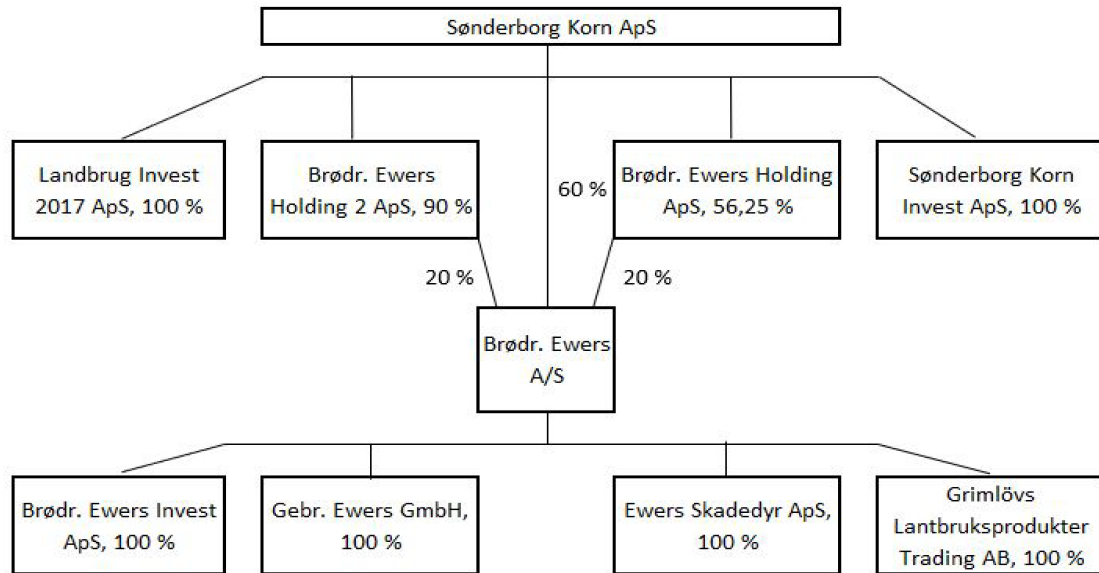 Sønderborg Korn ApS
Landbrug Invest
2017 ApS, 100 %
Brødr. Ewers
Holding 2 ApS, 90 %
60 %
Brødr. Ewers Holding
ApS, 56,25 %
Sønderborg Korn
Invest ApS, 100 %
20 %
20 %
Brødr. Ewers
A/S
Brødr. Ewers Invest
ApS, 100 %
Gebr. Ewers GmbH,
100 %
Ewers Skadedyr ApS,
100 %
Grimlövs
Lantbruksprodukter
Trading AB, 100 %